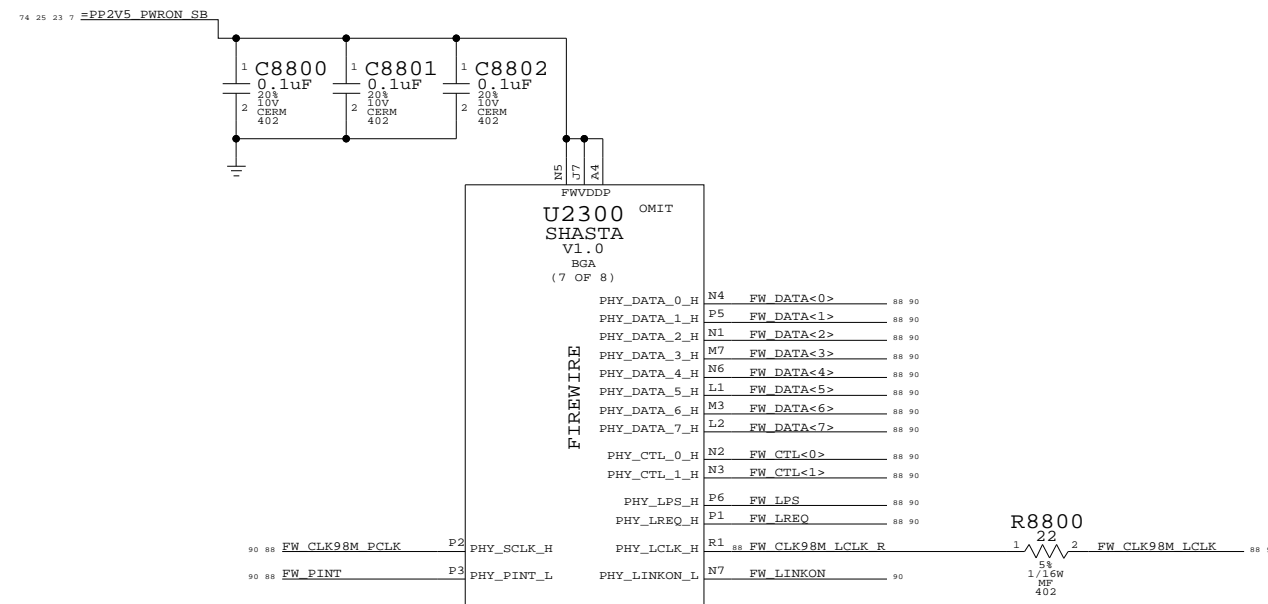 74 25 23 7 =PP2V5_PWRON_SB
1 C8800 1 C8801 1 C8802
0.1uF 0.1uF 0.1uF
20% 20% 20%
10V 10V 10V
2 CERM 2 CERM 2 CERM
402 402 402
N5 J7 A4
FWVDDP
U2300 OMIT
SHASTA
V1.0
BGA
(7 OF 8)
FIREWIRE
PHY_DATA_0_H N4 FW_DATA<0> 88 90
PHY_DATA_1_H P5 FW_DATA<1> 88 90
PHY_DATA_2_H N1 FW_DATA<2> 88 90
PHY_DATA_3_H M7 FW_DATA<3> 88 90
PHY_DATA_4_H N6 FW_DATA<4> 88 90
PHY_DATA_5_H L1 FW_DATA<5> 88 90
PHY_DATA_6_H M3 FW_DATA<6> 88 90
PHY_DATA_7_H L2 FW_DATA<7> 88 90
PHY_CTL_0_H N2 FW_CTL<0> 88 90
PHY_CTL_1_H N3 FW_CTL<1> 88 90
PHY_LPS_H P6 FW_LPS 88 90
PHY_LREQ_H P1 FW_LREQ 88 90
R8800
22
90 88 FW_CLK98M_PCLK P2 PHY_SCLK_H PHY_LCLK_H R1 88 FW_CLK98M_LCLK_R 1 2 FW_CLK98M_LCLK 88
5%
1/16W
MF
402
90 88 FW_PINT P3 PHY_PINT_L PHY_LINKON_L N7 FW_LINKON 90